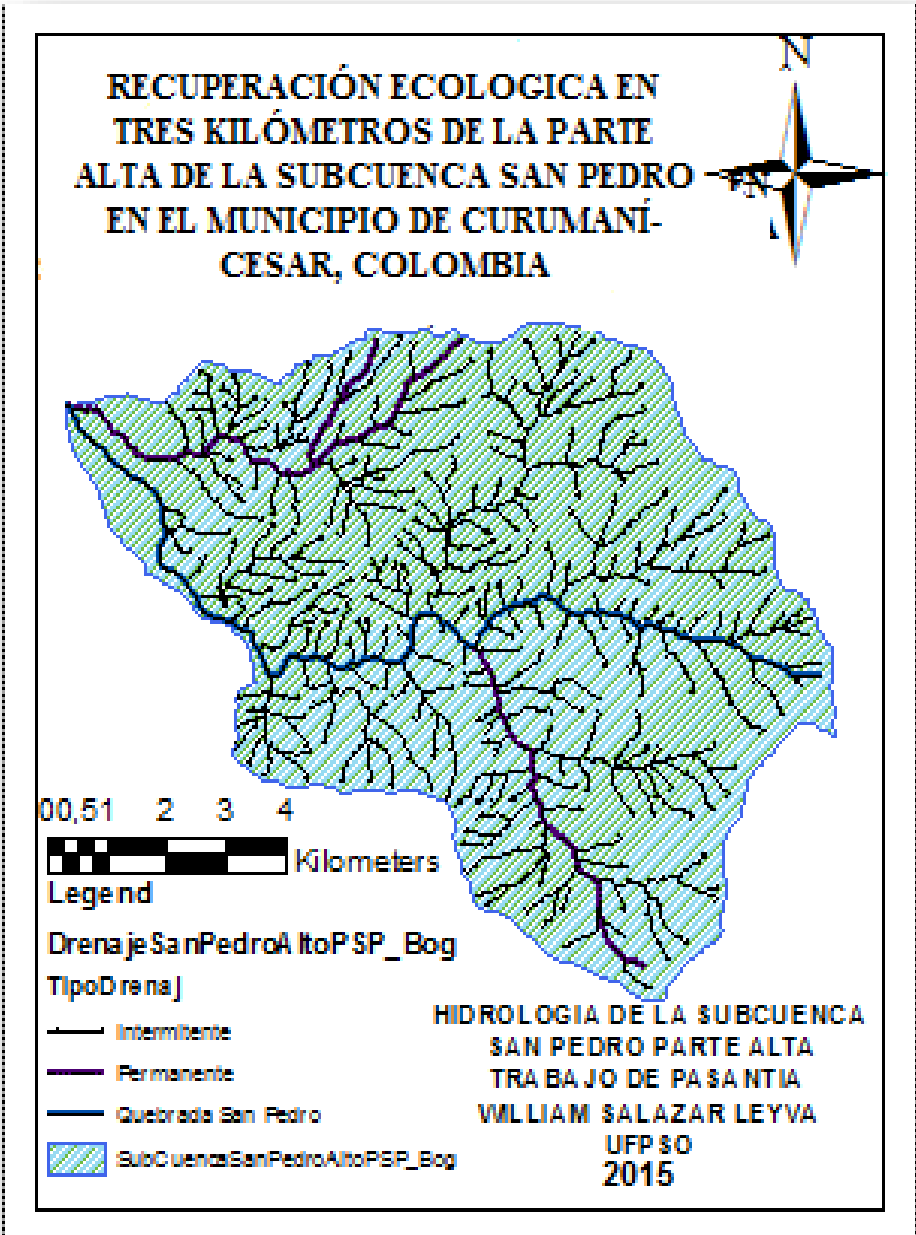 N
RECUPERACIÓN ECOLOGICA EN
TRES KILÓMETROS DE LA PARTE
ALTA DE LA SUBCUENCA SAN PEDRO
EN EL MUNICIPIO DE CURUMANÍ-
CESAR, COLOMBIA
00,51 2 3 4
Kilometers
Legend
DrenajeSanPedroAltoPSP_Bog
TipoDrenaj
Intermitente
Permanente
Quebrada San Pedro
SubCuencaSanPedroAltoPSP_Bog
HIDROLOGIA DE LA SUBCUENCA
SAN PEDRO PARTE ALTA
TRABAJO DE PASANTIA
WILLIAM SALAZAR LEYVA
UFPSO
2015